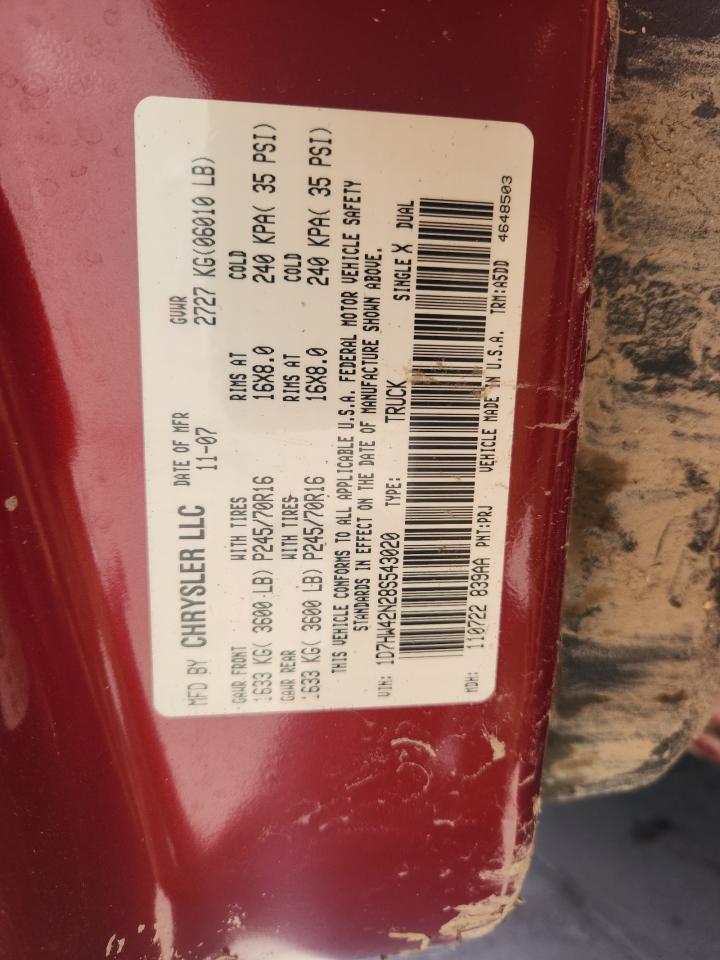 MFD BY CHRYSLER LLC DATE OF MFR GVWR
11-07 2727 KG(06010 LB)
GAWR FRONT WITH TIRES RIMS AT COLD
1633 KG( 3600 LB) P245/70R16 16X8.0 240 KPA( 35 PSI)
GAWR REAR WITH TIRES RIMS AT COLD
1633 KG( 3600 LB) P245/70R16 16X8.0 240 KPA( 35 PSI)
THIS VEHICLE CONFORMS TO ALL APPLICABLE U.S.A. FEDERAL MOTOR VEHICLE SAFETY
STANDARDS IN EFFECT ON THE DATE OF MANUFACTURE SHOWN ABOVE.
VIN: 1D7HW42N28S543020 TYPE: TRUCK SINGLE X DUAL
MDH: 110722 839AA PNT:PRJ VEHICLE MADE IN U.S.A. TRM:A5DD 4648503